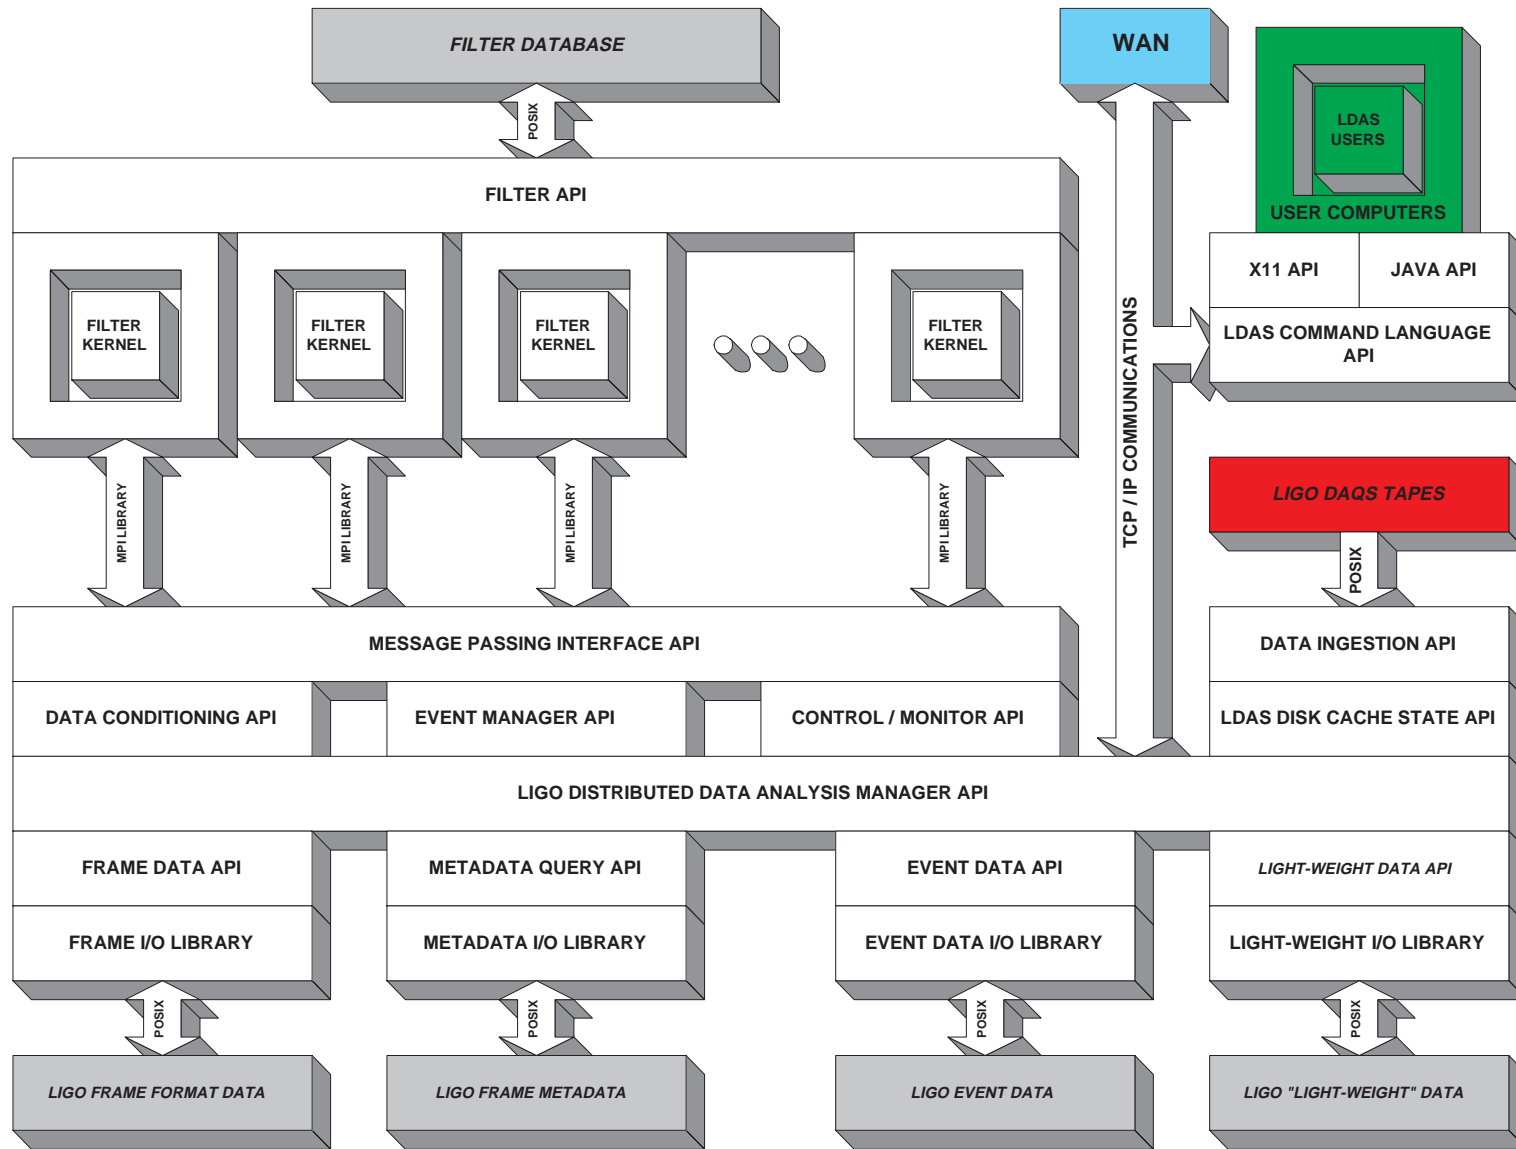 FILTER DATABASE
WAN
LDAS
USERS
USER COMPUTERS
POSIX
FILTER API
X11 API
JAVA API
LDAS COMMAND LANGUAGE
API
FILTER
KERNEL
FILTER
KERNEL
FILTER
KERNEL
FILTER
KERNEL
TCP / IP COMMUNICATIONS
MPI LIBRARY
MPI LIBRARY
MPI LIBRARY
MPI LIBRARY
LIGO DAQS TAPES
POSIX
MESSAGE PASSING INTERFACE API
DATA INGESTION API
DATA CONDITIONING API
EVENT MANAGER API
CONTROL / MONITOR API
LDAS DISK CACHE STATE API
LIGO DISTRIBUTED DATA ANALYSIS MANAGER API
FRAME DATA API
METADATA QUERY API
EVENT DATA API
LIGHT-WEIGHT DATA API
FRAME I/O LIBRARY
METADATA I/O LIBRARY
EVENT DATA I/O LIBRARY
LIGHT-WEIGHT I/O LIBRARY
POSIX
POSIX
POSIX
POSIX
LIGO FRAME FORMAT DATA
LIGO FRAME METADATA
LIGO EVENT DATA
LIGO "LIGHT-WEIGHT" DATA